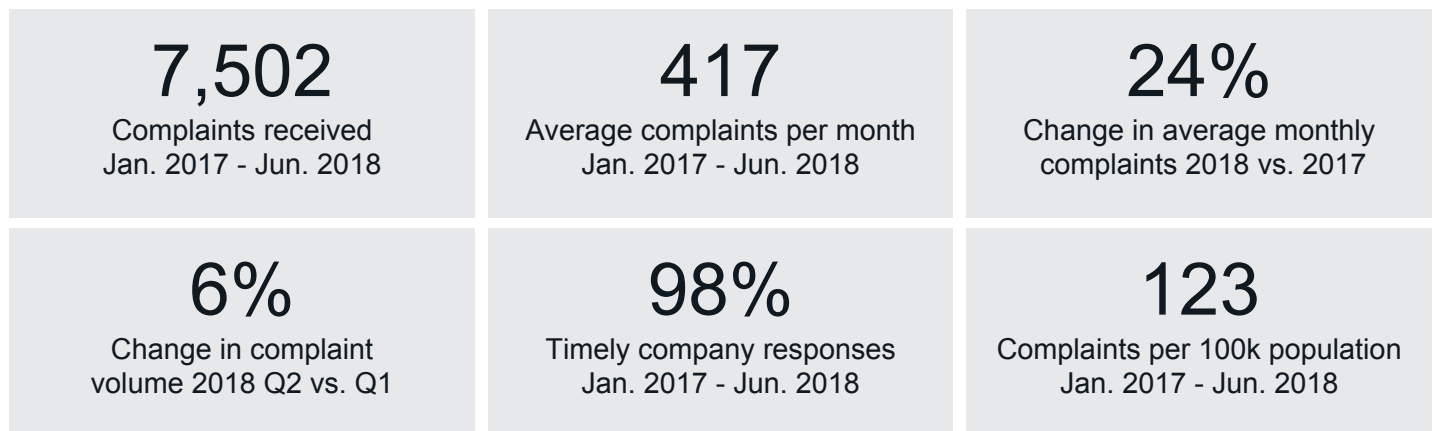 7,502
Complaints received
Jan. 2017 - Jun. 2018
417
Average complaints per month
Jan. 2017 - Jun. 2018
24%
Change in average monthly
complaints 2018 vs. 2017
6%
Change in complaint
volume 2018 Q2 vs. Q1
98%
Timely company responses
Jan. 2017 - Jun. 2018
123
Complaints per 100k population
Jan. 2017 - Jun. 2018